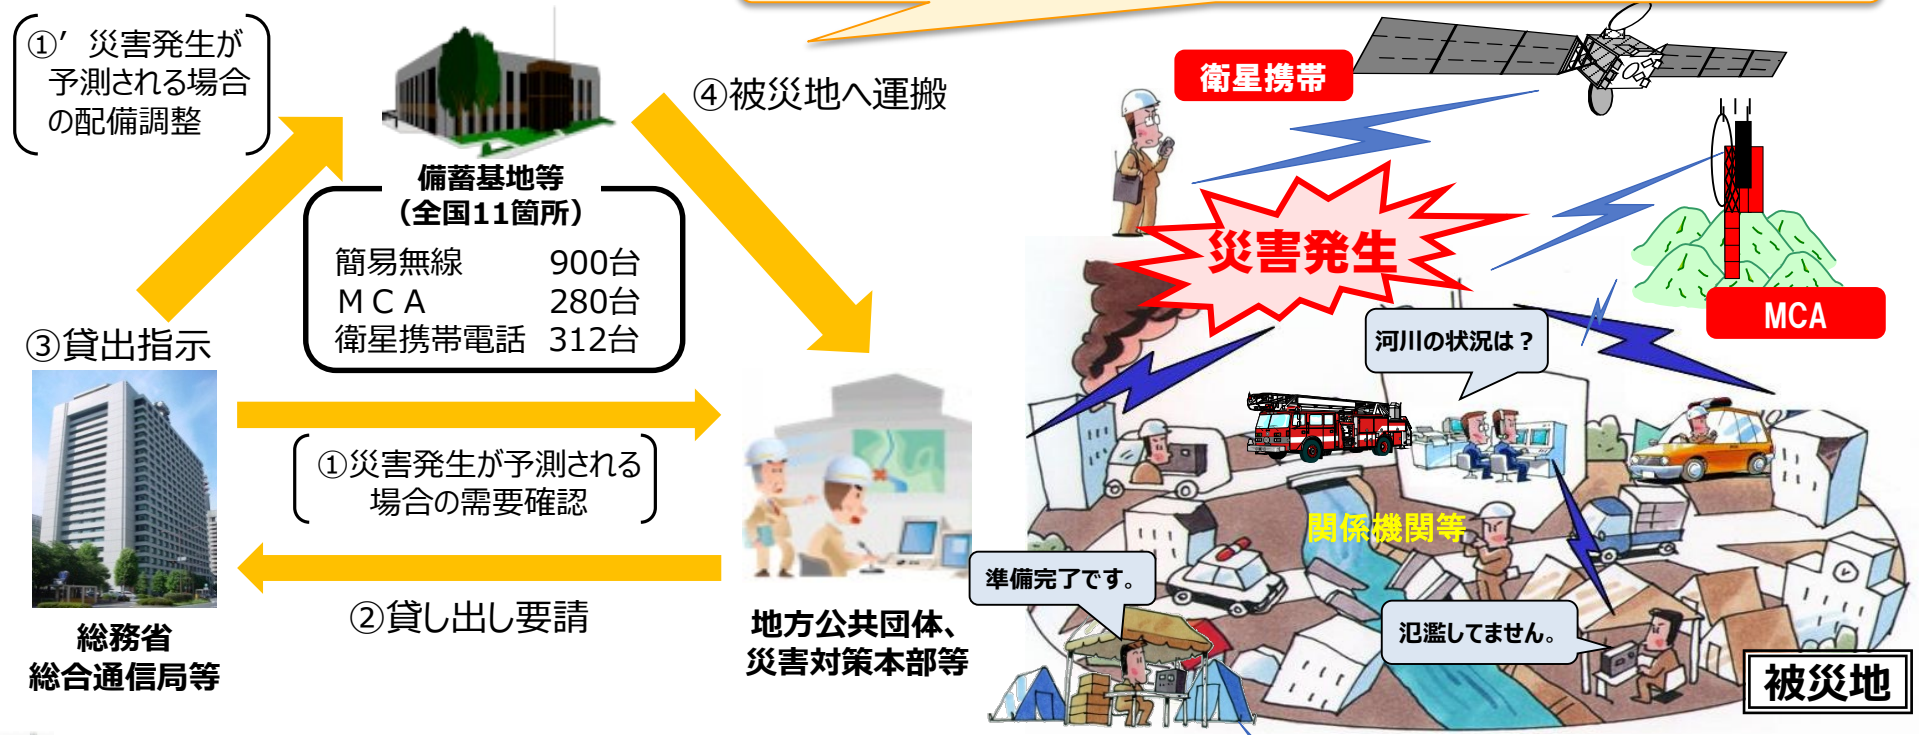 ①’災害発生が
予測される場合
の配備調整
④被災地へ運搬
備蓄基地等
（全国11箇所）
簡易無線 900台
ＭＣＡ 280台
衛星携帯電話 312台
③貸出指示
①災害発生が予測される
場合の需要確認
②貸し出し要請
総務省
総合通信局等
地方公共団体、
災害対策本部等
衛星携帯
災害発生
MCA
河川の状況は？
関係機関等
準備完了です。
氾濫してません。
被災地